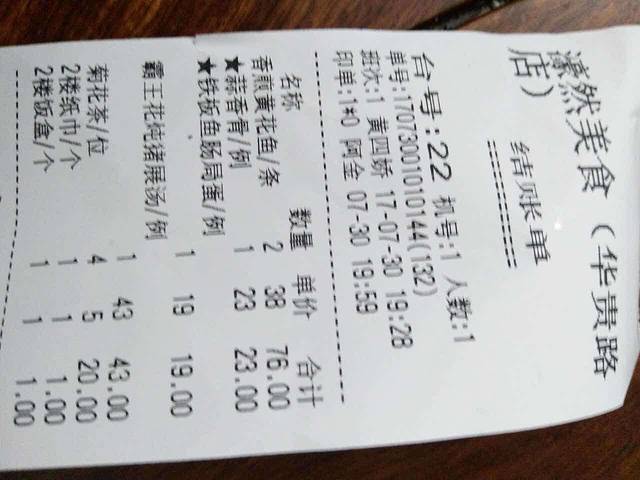 濠然美食（华贵路
店）
结账单
台号:22 机号:1 人数:1
单号:1707300101010144(132)
班次:1 黄四娇 17-07-30 19:28
印单:1*0 阿金 07-30 19:59
名称 数量 单价 合计
香煎黄花鱼/条 2 38 76.00
★蒜香骨/例 1 23 23.00
★铁板鱼肠焗蛋/例
1 19 19.00
霸王花炖猪腱汤/例
1 43 43.00
菊花茶/位 4 5 20.00
2楼纸巾/个 1 1 1.00
2楼饭盒/个 1 1 1.00